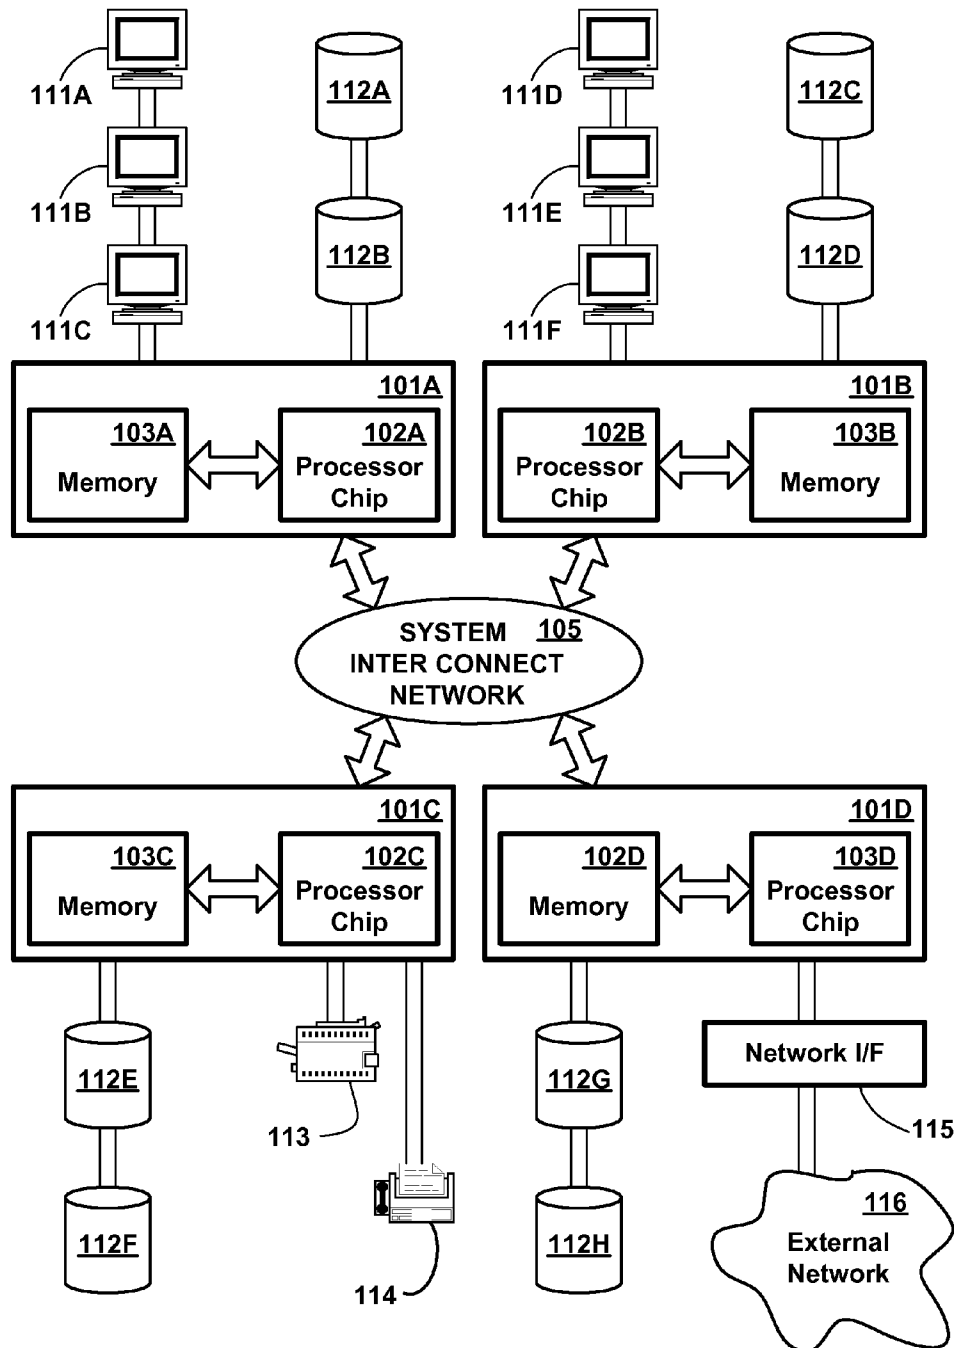 111A
112A
111D
112C
111B
112B
111E
112D
111C
111F
101A
103A
Memory
102A
Processor
Chip
101B
102B
Processor
Chip
103B
Memory
SYSTEM 105
INTER CONNECT
NETWORK
101C
103C
Memory
102C
Processor
Chip
101D
102D
Memory
103D
Processor
Chip
112E
113
112G
Network I/F
115
112F
114
112H
116
External
Network